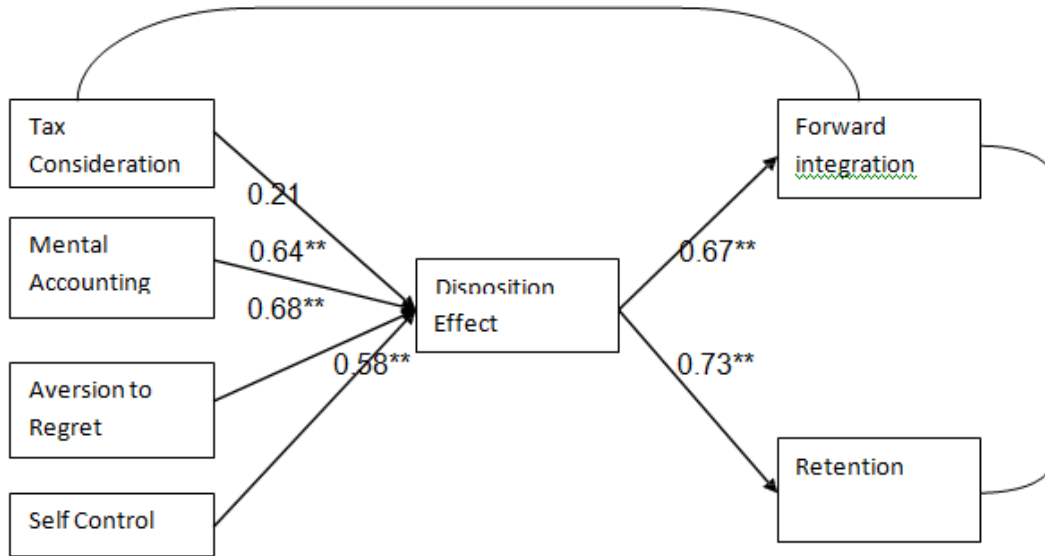 Tax
Consideration
Forward
integration
0.21
Mental
Accounting
0.64**
0.67**
0.68**
Disposition
Effect
Aversion to
Regret
0.58**
0.73**
Retention
Self Control